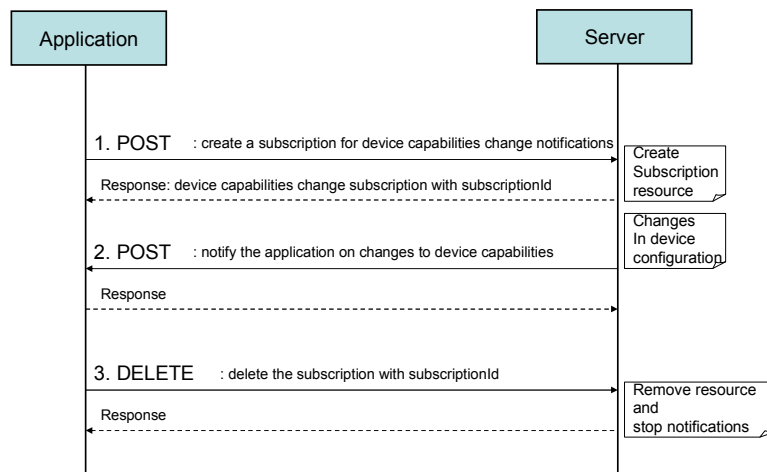 Application
Server
1. POST : create a subscription for device capabilities change notifications
Create
Subscription
resource
Response: device capabilities change subscription with subscriptionId
Changes
In device
configuration
2. POST : notify the application on changes to device capabilities
Response
3. DELETE : delete the subscription with subscriptionId
Remove resource
and
stop notifications
Response